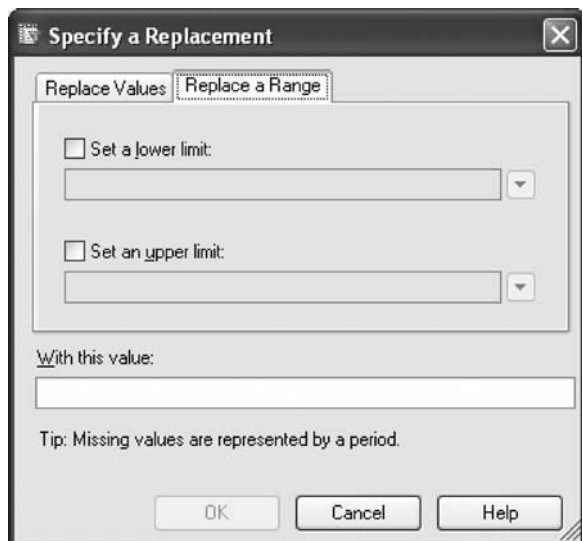 Specify a Replacement
Replace Values Replace a Range
Set a lower limit:
Set an upper limit:
With this value:
Tip: Missing values are represented by a period.
OK Cancel Help